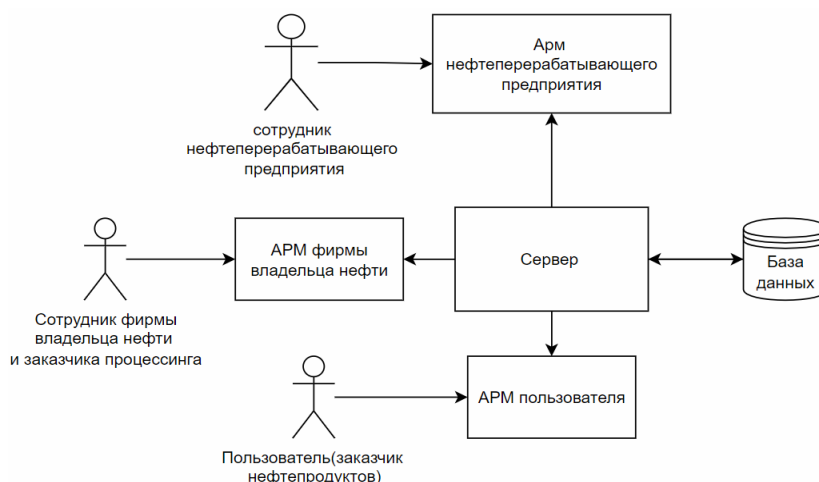 Арм
нефтеперерабатывающего
предприятия
сотрудник
нефтеперерабатывающего
предприятия
АРМ фирмы
владельца нефти
Сервер
База
данных
Сотрудник фирмы
владельца нефти
и заказчика процессинга
АРМ пользователя
Пользователь(заказчик
нефтепродуктов)